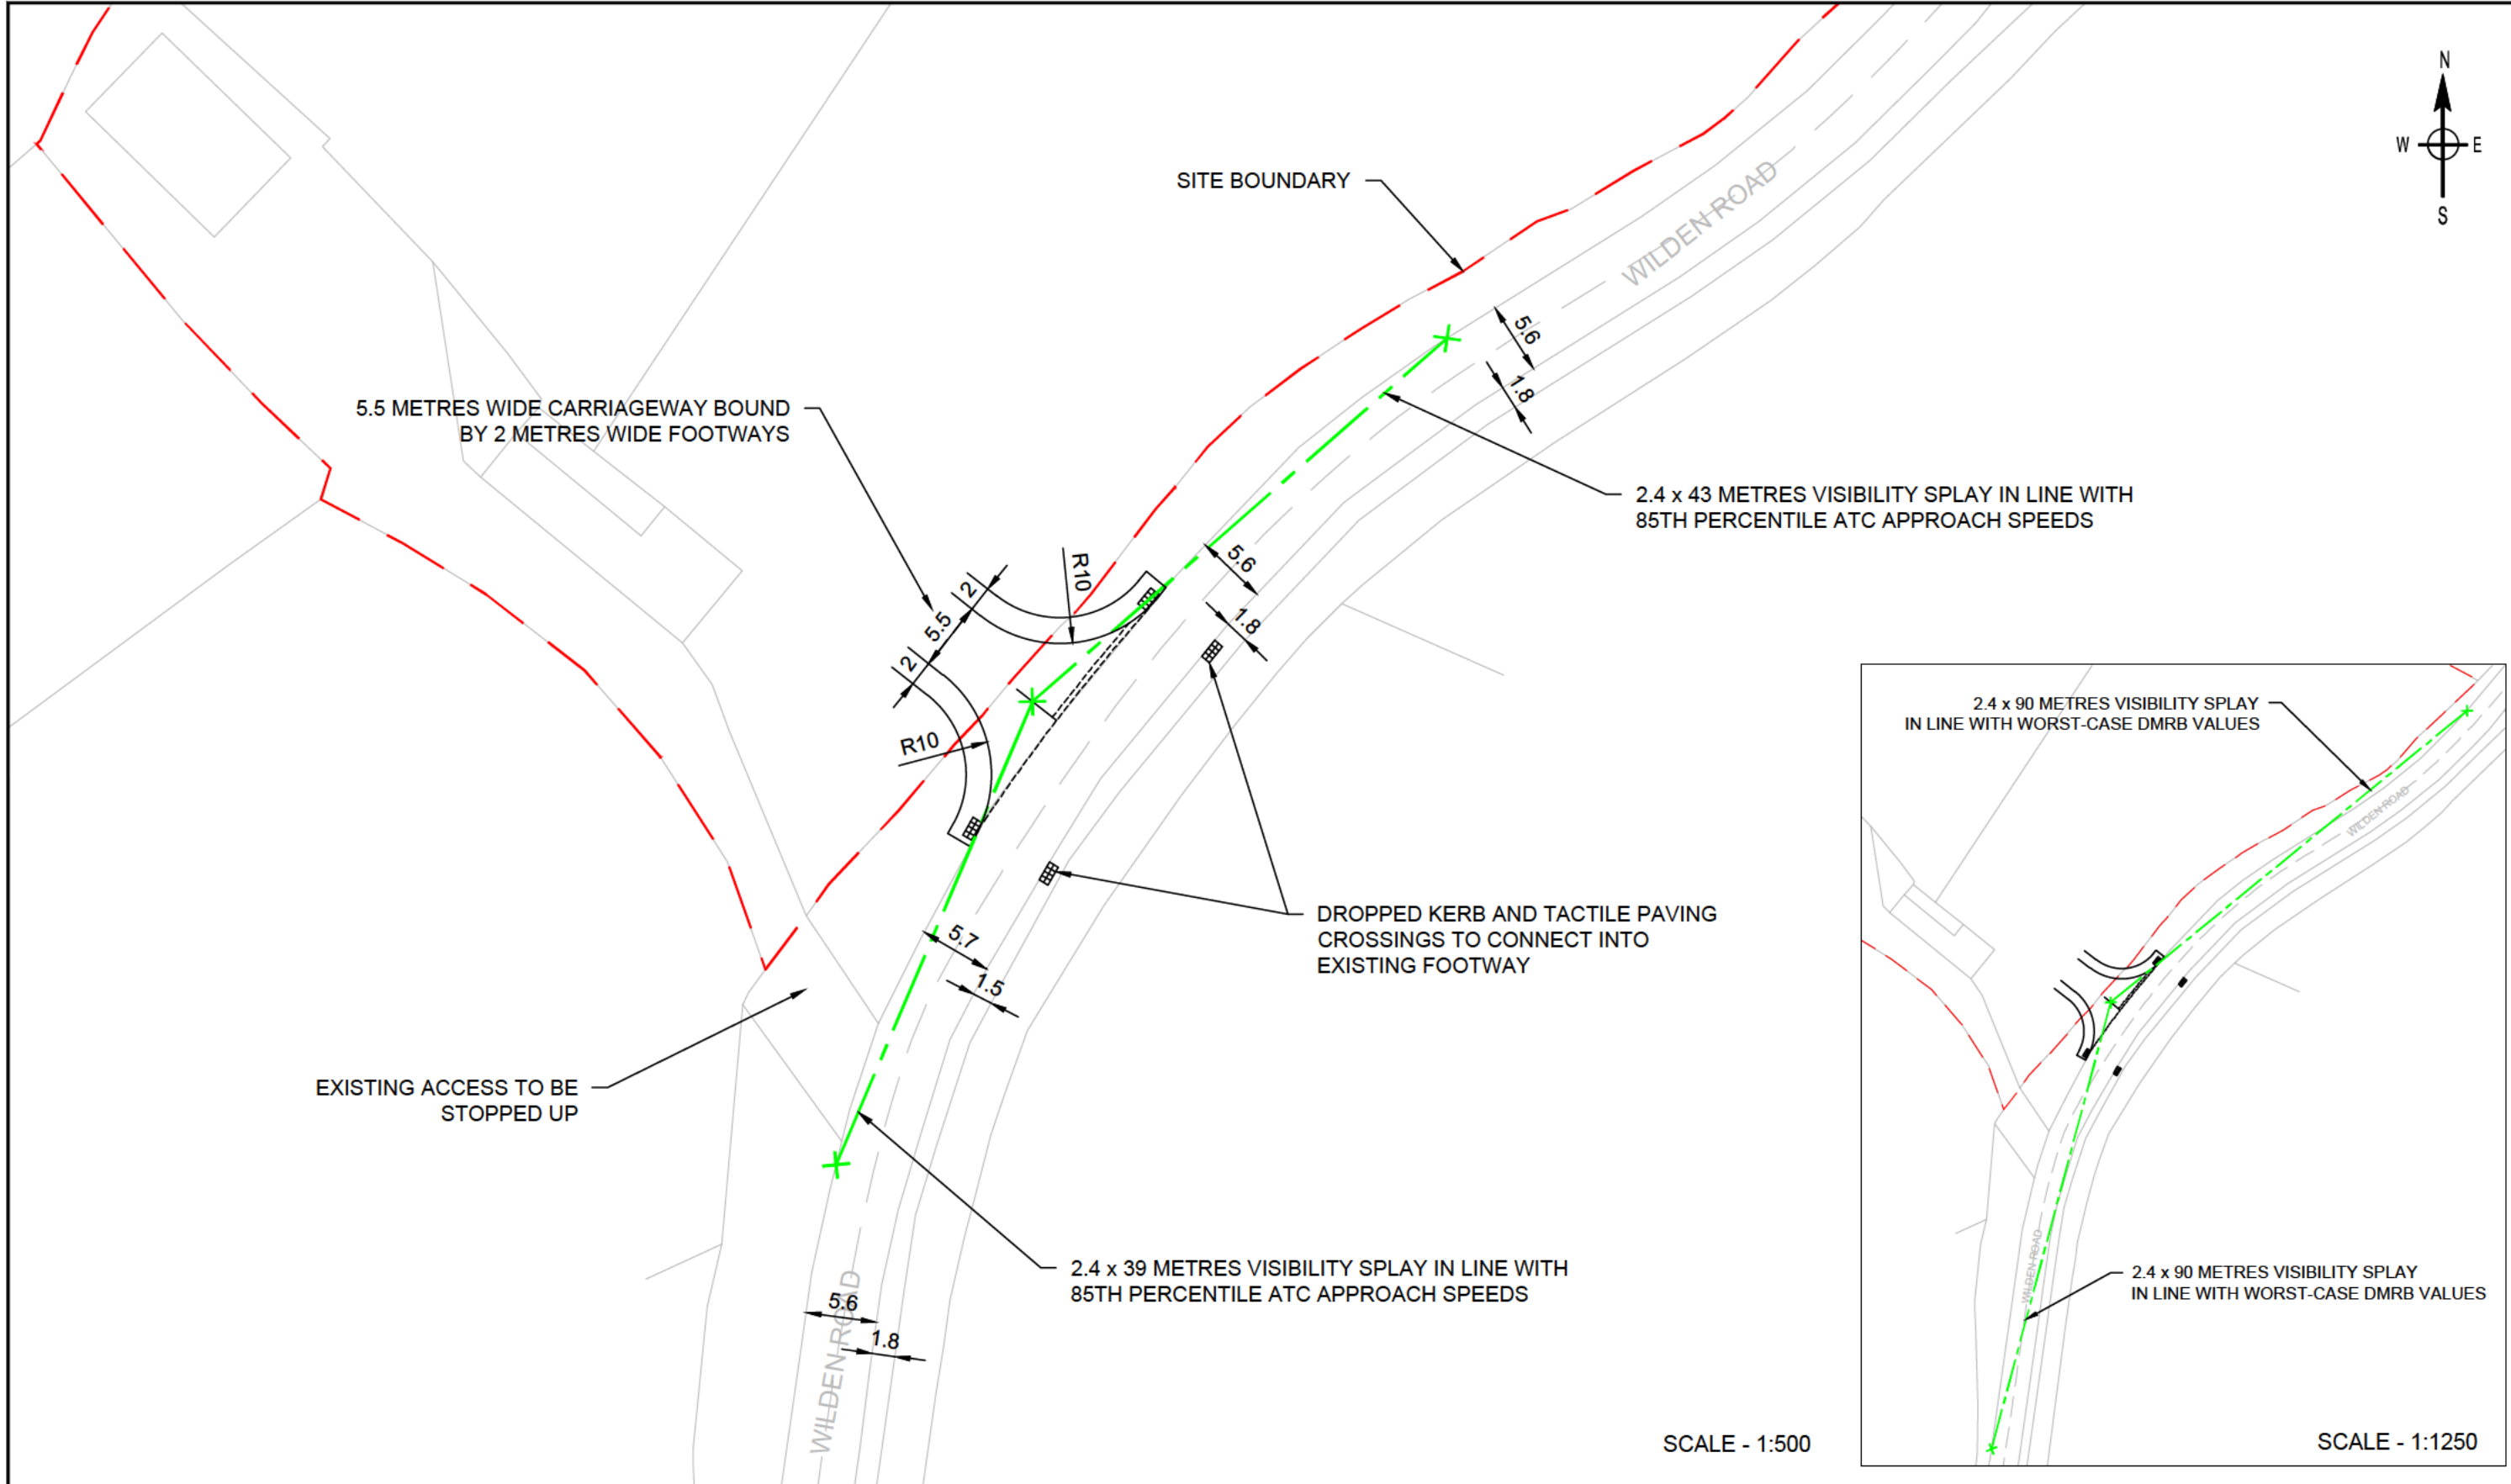 N
W
E
S
SITE BOUNDARY
WILDEN ROAD
5.6
1.8
5.5 METRES WIDE CARRIAGEWAY BOUND
BY 2 METRES WIDE FOOTWAYS
2.4 x 43 METRES VISIBILITY SPLAY IN LINE WITH
85TH PERCENTILE ATC APPROACH SPEEDS
R10
2
5.5
2
R10
5.6
1.8
DROPPED KERB AND TACTILE PAVING
CROSSINGS TO CONNECT INTO
EXISTING FOOTWAY
5.7
1.5
EXISTING ACCESS TO BE
STOPPED UP
2.4 x 39 METRES VISIBILITY SPLAY IN LINE WITH
85TH PERCENTILE ATC APPROACH SPEEDS
5.6
1.8
WILDEN ROAD
SCALE - 1:500
2.4 x 90 METRES VISIBILITY SPLAY
IN LINE WITH WORST-CASE DMRB VALUES
WILDEN ROAD
WILDEN ROAD
2.4 x 90 METRES VISIBILITY SPLAY
IN LINE WITH WORST-CASE DMRB VALUES
SCALE - 1:1250